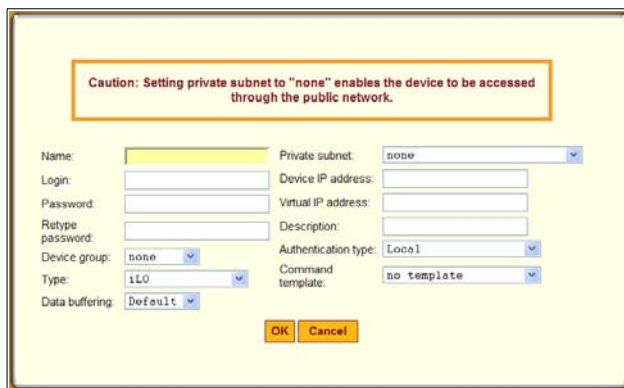 Caution: Setting private subnet to "none" enables the device to be accessed
through the public network.
Name:
Login:
Password:
Retype
password:
Device group: none
Type: iLO
Data buffering: Default
Private subnet: none
Device IP address:
Virtual IP address:
Description:
Authentication type: Local
Command
template: no template
OK Cancel